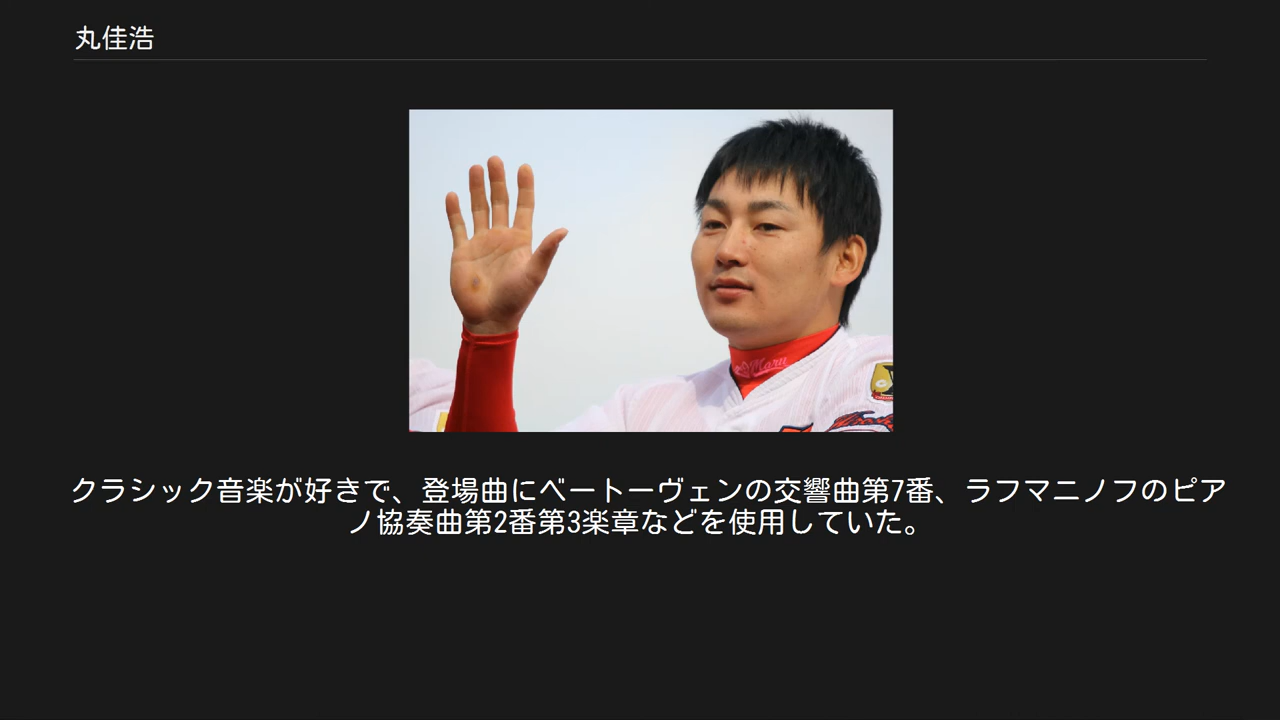 丸佳浩
Maru
クラシック音楽が好きで、登場曲にベートーヴェンの交響曲第7番、ラフマニノフのピア
ノ協奏曲第2番第3楽章などを使用していた。